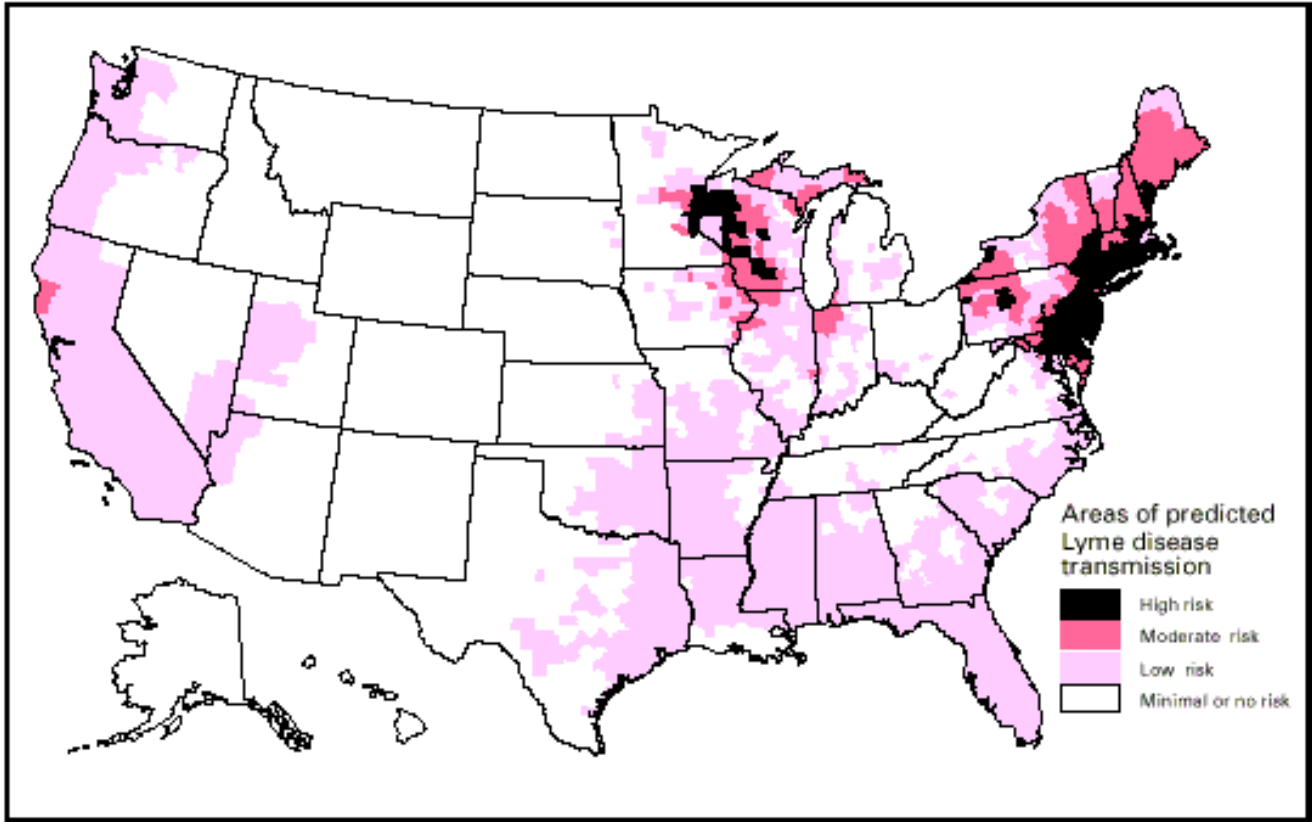 Areas of predicted
Lyme disease
transmission
High risk
Moderate risk
Low risk
Minimal or no risk